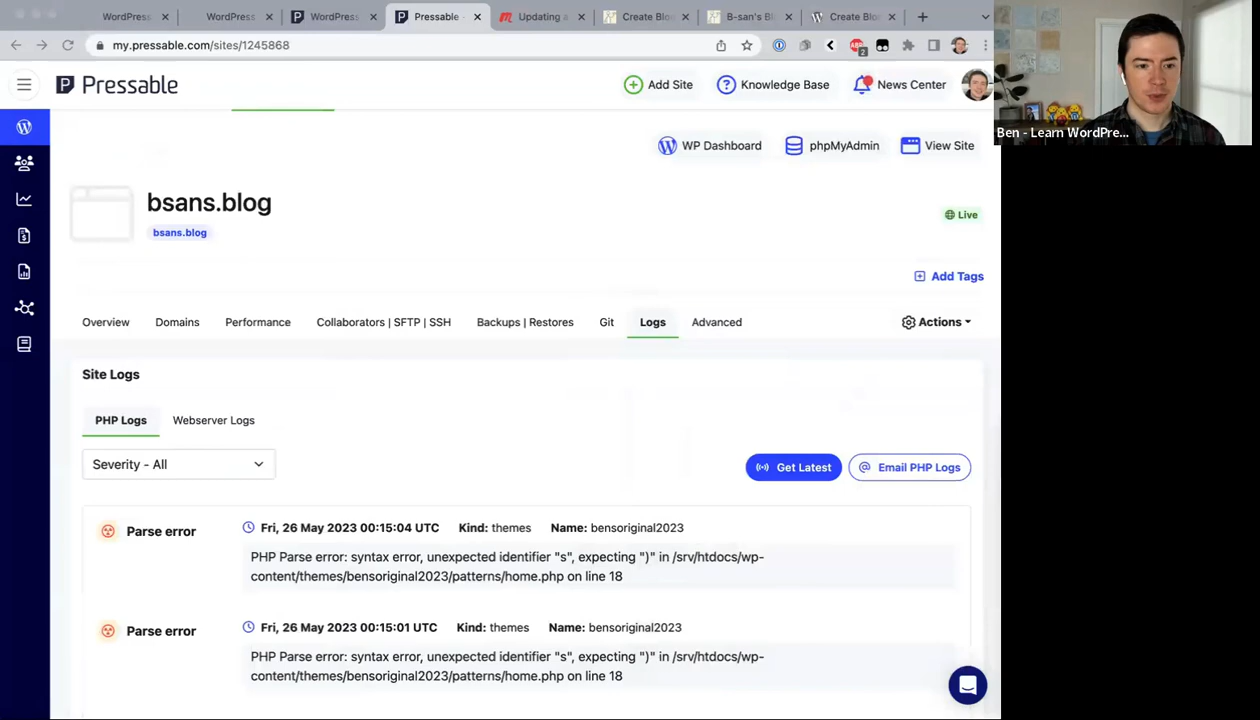 WordPress
WordPress
WordPress
Pressable
Updating a
Create Blo
B-san's Bl
Create Blo
my.pressable.com/sites/1245868
Pressable
Add Site
Knowledge Base
News Center
Ben - Learn WordPre...
WP Dashboard
phpMyAdmin
View Site
bsans.blog
bsans.blog
Live
Add Tags
Overview
Domains
Performance
Collaborators | SFTP | SSH
Backups | Restores
Git
Logs
Advanced
Actions
Site Logs
PHP Logs
Webserver Logs
Severity - All
Get Latest
Email PHP Logs
Parse error
Fri, 26 May 2023 00:15:04 UTC
Kind: themes
Name: bensoriginal2023
PHP Parse error: syntax error, unexpected identifier "s", expecting ")" in /srv/htdocs/wp-
content/themes/bensoriginal2023/patterns/home.php on line 18
Parse error
Fri, 26 May 2023 00:15:01 UTC
Kind: themes
Name: bensoriginal2023
PHP Parse error: syntax error, unexpected identifier "s", expecting ")" in /srv/htdocs/wp-
content/themes/bensoriginal2023/patterns/home.php on line 18